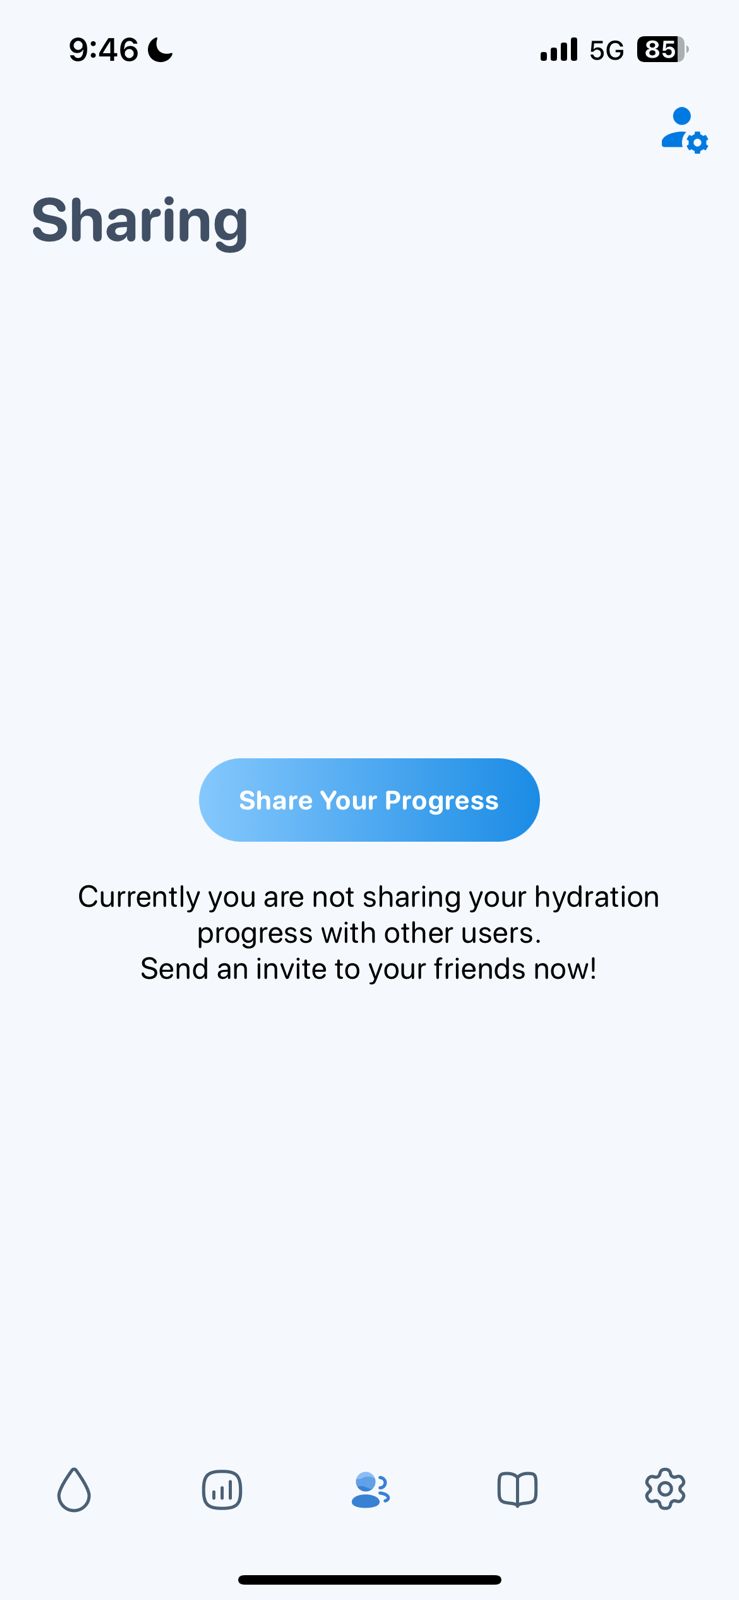 9:46
5G
85
Sharing
Share Your Progress
Currently you are not sharing your hydration
progress with other users.
Send an invite to your friends now!